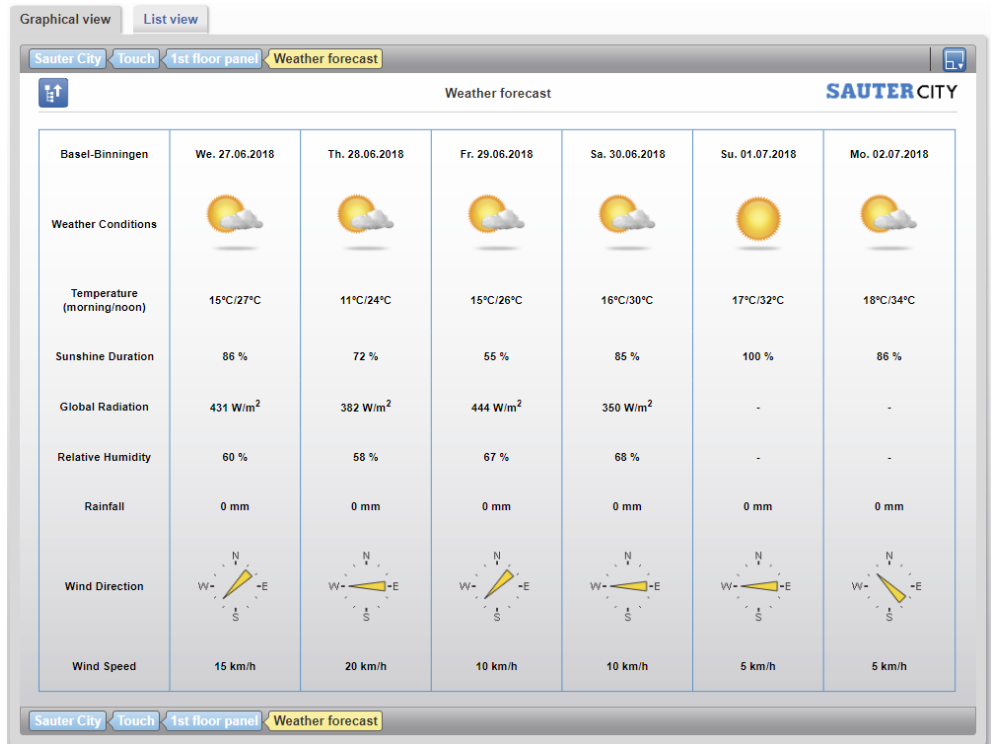 Graphical view List view
Sauter City Touch 1st floor panel Weather forecast
Weather forecast SAUTER CITY
Basel-Binningen We. 27.06.2018 Th. 28.06.2018 Fr. 29.06.2018 Sa. 30.06.2018 Su. 01.07.2018 Mo. 02.07.2018
Weather Conditions
Temperature
(morning/noon) 15°C/27°C 11°C/24°C 15°C/26°C 16°C/30°C 17°C/32°C 18°C/34°C
Sunshine Duration 86 % 72 % 55 % 85 % 100 % 86 %
Global Radiation 431 W/m² 382 W/m² 444 W/m² 350 W/m² - -
Relative Humidity 60 % 58 % 67 % 68 % - -
Rainfall 0 mm 0 mm 0 mm 0 mm 0 mm 0 mm
N N N N N N
Wind Direction W E W E W E W E W E W E
S S S S S S
Wind Speed 15 km/h 20 km/h 10 km/h 10 km/h 5 km/h 5 km/h
Sauter City Touch 1st floor panel Weather forecast